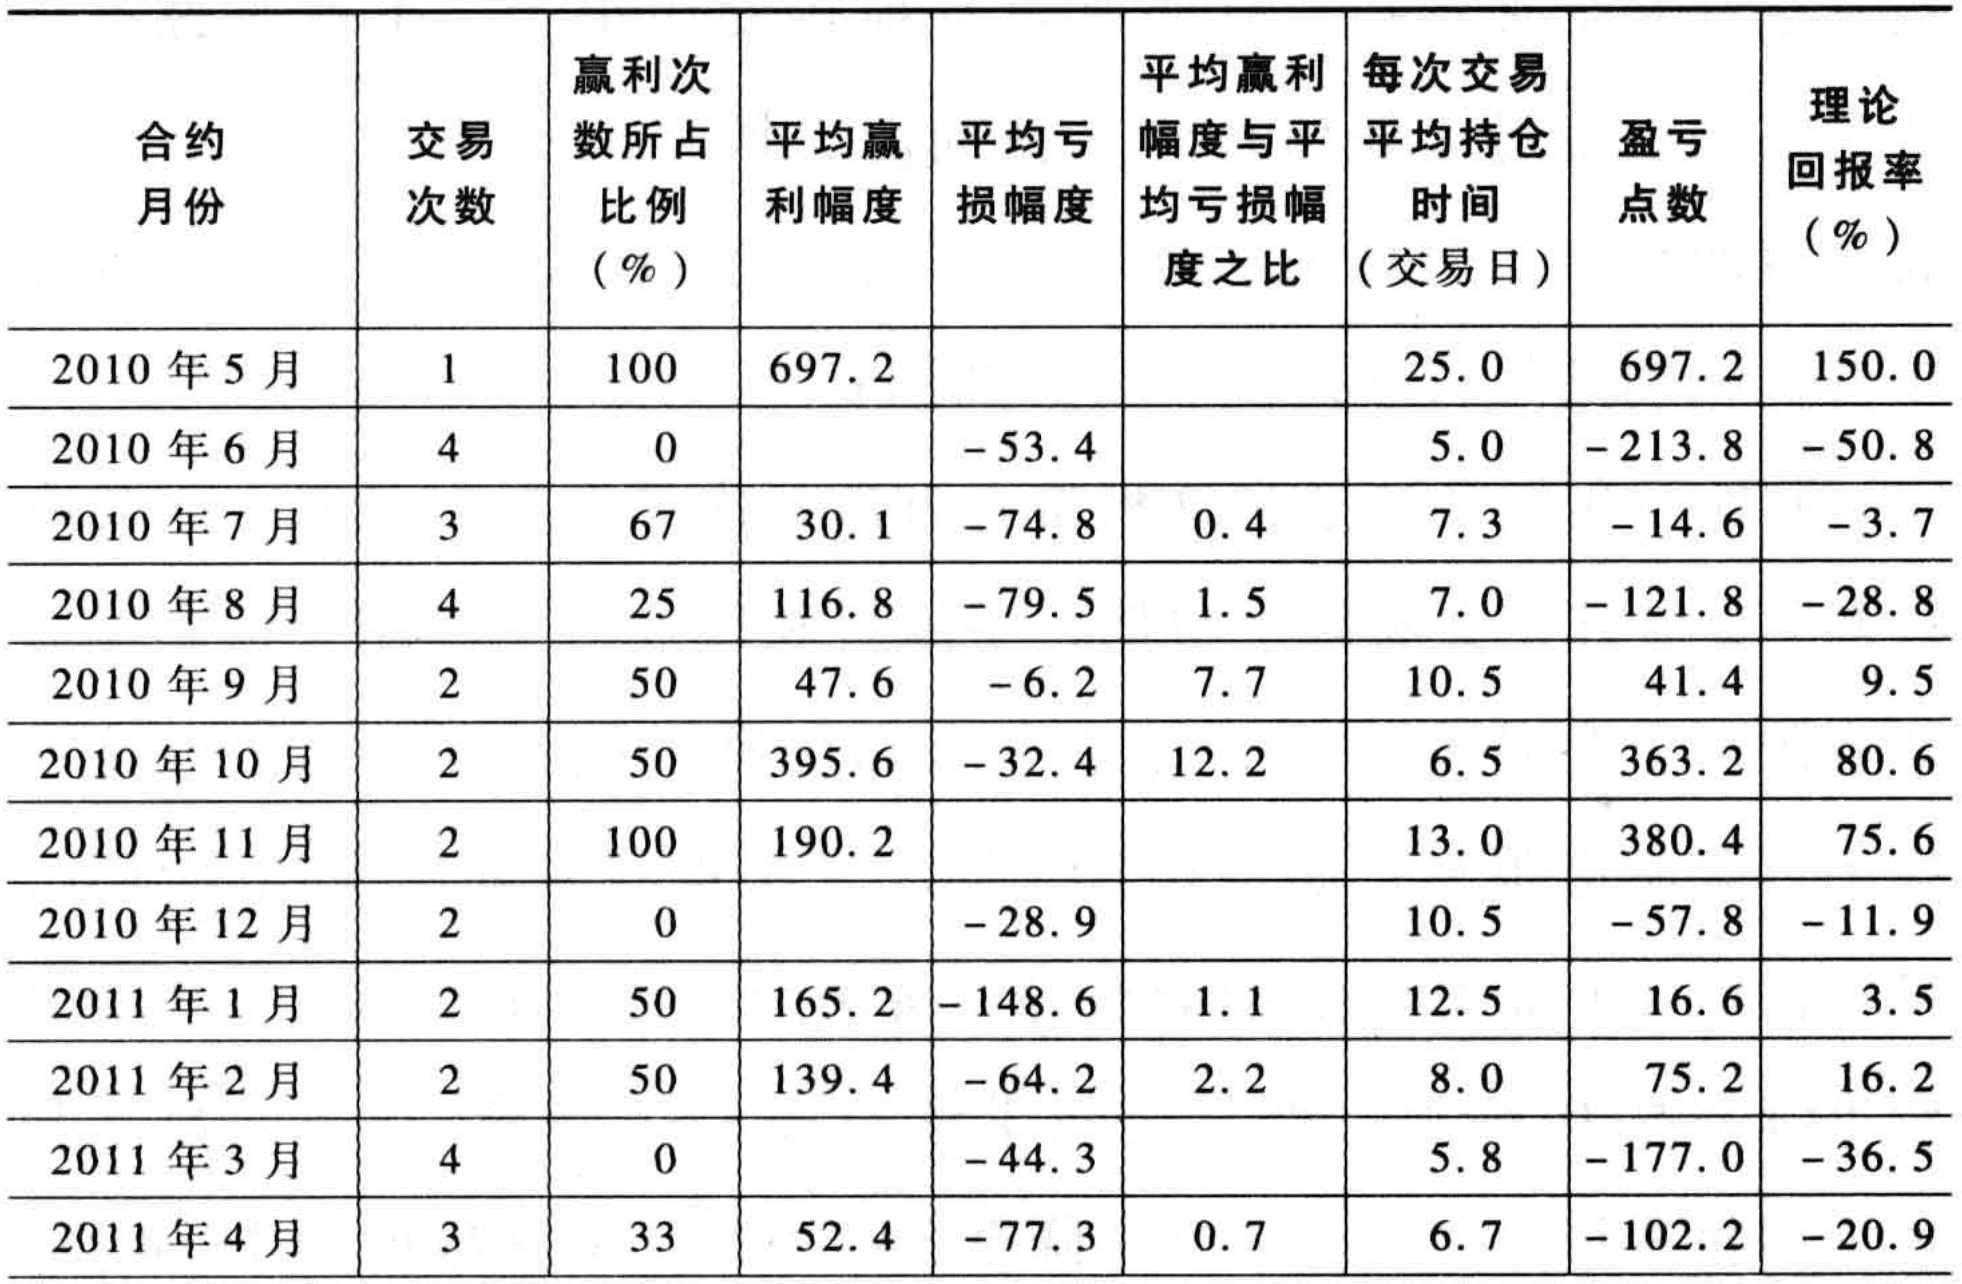 合约月份 交易次数 赢利次数所占比例(%) 平均赢利幅度 平均亏损幅度 平均赢利幅度与平均亏损幅度之比 每次交易平均持仓时间(交易日) 盈亏点数 理论回报率(%)
2010年5月 1 100 697.2 25.0 697.2 150.0
2010年6月 4 0 -53.4 5.0 -213.8 -50.8
2010年7月 3 67 30.1 -74.8 0.4 7.3 -14.6 -3.7
2010年8月 4 25 116.8 -79.5 1.5 7.0 -121.8 -28.8
2010年9月 2 50 47.6 -6.2 7.7 10.5 41.4 9.5
2010年10月 2 50 395.6 -32.4 12.2 6.5 363.2 80.6
2010年11月 2 100 190.2 13.0 380.4 75.6
2010年12月 2 0 -28.9 10.5 -57.8 -11.9
2011年1月 2 50 165.2 -148.6 1.1 12.5 16.6 3.5
2011年2月 2 50 139.4 -64.2 2.2 8.0 75.2 16.2
2011年3月 4 0 -44.3 5.8 -177.0 -36.5
2011年4月 3 33 52.4 -77.3 0.7 6.7 -102.2 -20.9